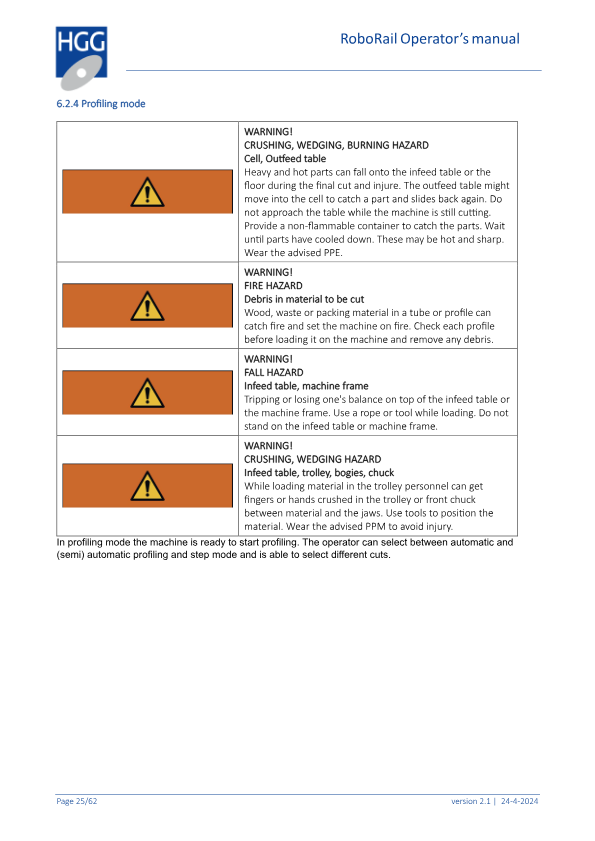 HGG
RoboRail Operator's manual
6.2.4 Profiling mode
WARNING!
CRUSHING, WEDGING, BURNING HAZARD
Cell, Outfeed table
Heavy and hot parts can fall onto the infeed table or the
floor during the final cut and injure. The outfeed table might
move into the cell to catch a part and slides back again. Do
not approach the table while the machine is still cutting.
Provide a non-flammable container to catch the parts. Wait
until parts have cooled down. These may be hot and sharp.
Wear the advised PPE.
WARNING!
FIRE HAZARD
Debris in material to be cut
Wood, waste or packing material in a tube or profile can
catch fire and set the machine on fire. Check each profile
before loading it on the machine and remove any debris.
WARNING!
FALL HAZARD
Infeed table, machine frame
Tripping or losing one's balance on top of the infeed table or
the machine frame. Use a rope or tool while loading. Do not
stand on the infeed table or machine frame.
WARNING!
CRUSHING, WEDGING HAZARD
Infeed table, trolley, bogies, chuck
While loading material in the trolley personnel can get
fingers or hands crushed in the trolley or front chuck
between material and the jaws. Use tools to position the
material. Wear the advised PPM to avoid injury.
In profiling mode the machine is ready to start profiling. The operator can select between automatic and
(semi) automatic profiling and step mode and is able to select different cuts.
Page 25/62
version 2.1 | 24-4-2024